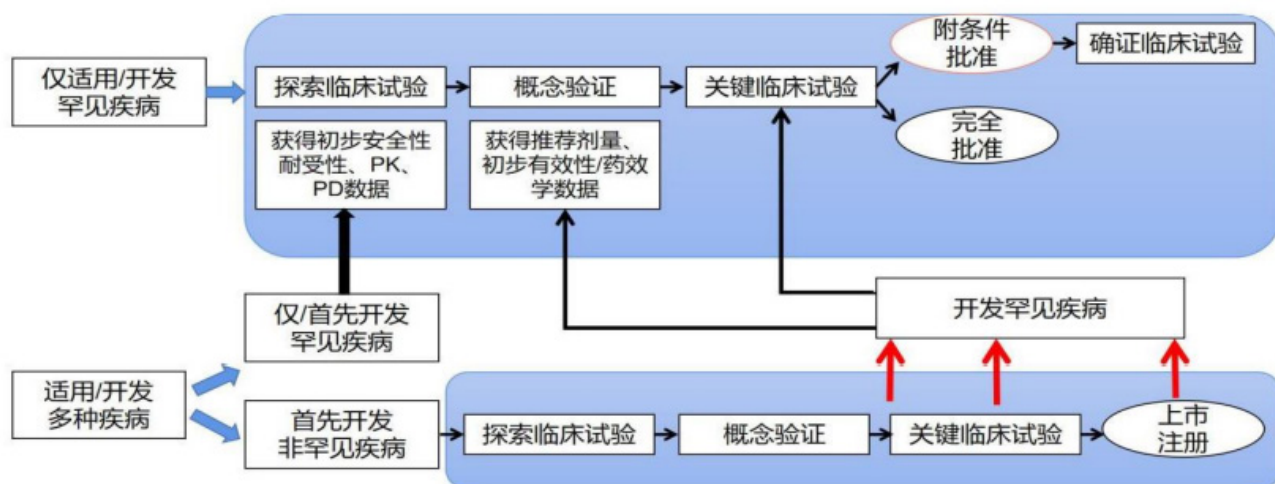 附条件
批准
确证临床试验
仅适用/开发
罕见疾病
探索临床试验
概念验证
关键临床试验
获得初步安全性
耐受性、PK、
PD数据
获得推荐剂量、
初步有效性/药效
学数据
完全
批准
仅/首先开发
罕见疾病
开发罕见疾病
适用/开发
多种疾病
首先开发
非罕见疾病
探索临床试验
概念验证
关键临床试验
上市
注册